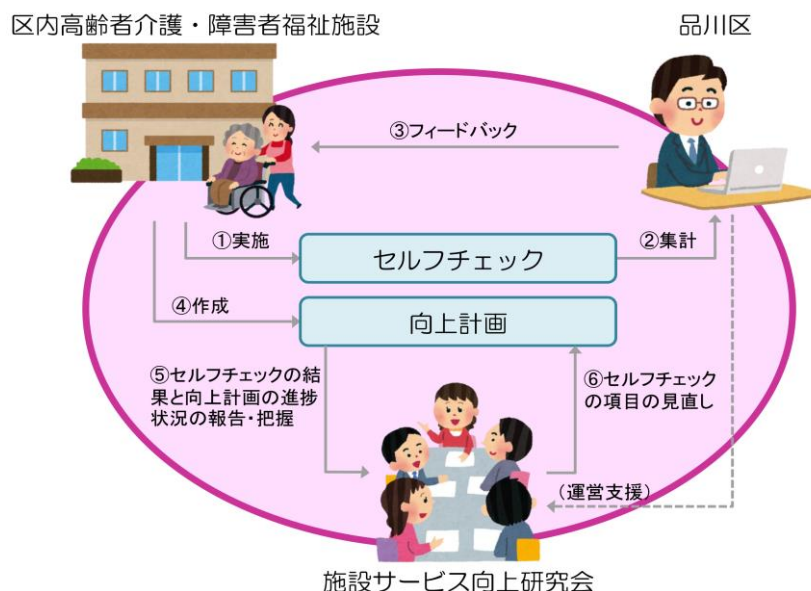 区内高齢者介護・障害者福祉施設
品川区
③フィードバック
①実施
セルフチェック
②集計
④作成
向上計画
⑤セルフチェックの結
果と向上計画の進捗
状況の報告・把握
⑥セルフチェック
の項目の見直し
（運営支援）
施設サービス向上研究会